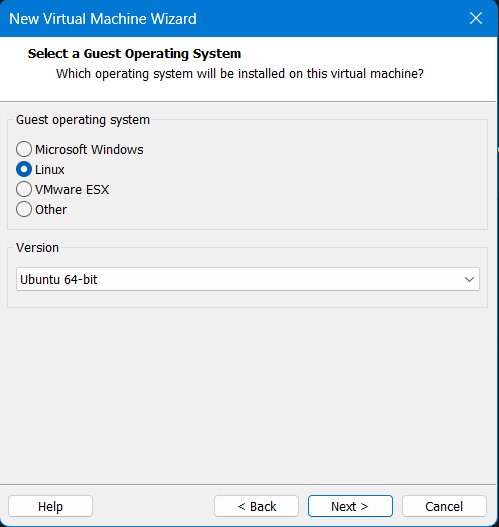 New Virtual Machine Wizard
Select a Guest Operating System
Which operating system will be installed on this virtual machine?
Guest operating system
Microsoft Windows
Linux
VMware ESX
Other
Version
Ubuntu 64-bit
Help
< Back
Next >
Cancel